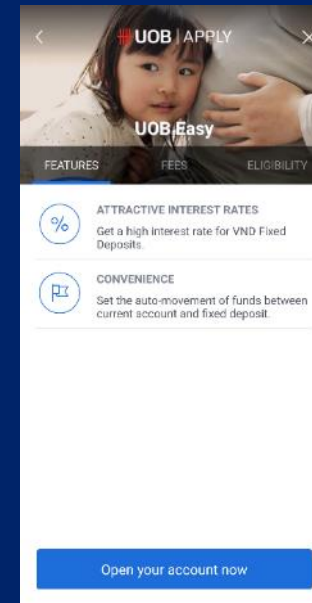 UOB | APPLY
UOB Easy
FEATURES FEES ELIGIBILITY
ATTRACTIVE INTEREST RATES
Get a high interest rate for VND Fixed
Deposits.
CONVENIENCE
Set the auto-movement of funds between
current account and fixed deposit.
Open your account now